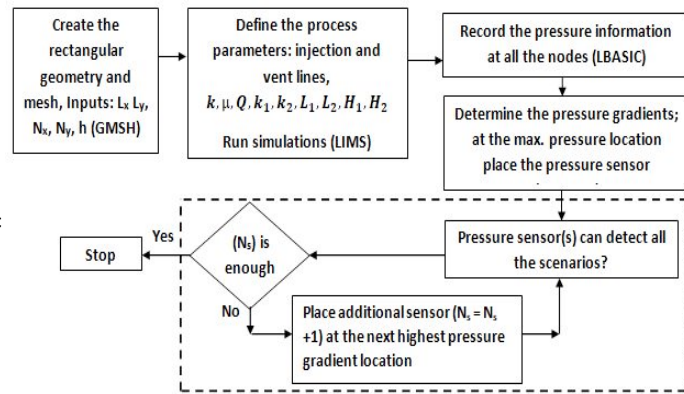 Create the
rectangular
geometry
and mesh,
Inputs: Lₓ Lᵧ,
Nₓ, Nᵧ, h (GMSH)
Define the process
parameters: injection and
vent lines,
k, μ, Q, k₁, k₂, L₁, L₂, H₁, H₂
Run simulations (LIMS)
Record the pressure information
at all the nodes (LBASIC)
Determine the pressure gradients;
at the max. pressure location
place the pressure sensor
Pressure sensor(s) can detect all
the scenarios?
(Nₛ) is
enough
Yes
Stop
No
Place additional sensor (Nₛ = Nₛ
+1) at the next highest pressure
gradient location